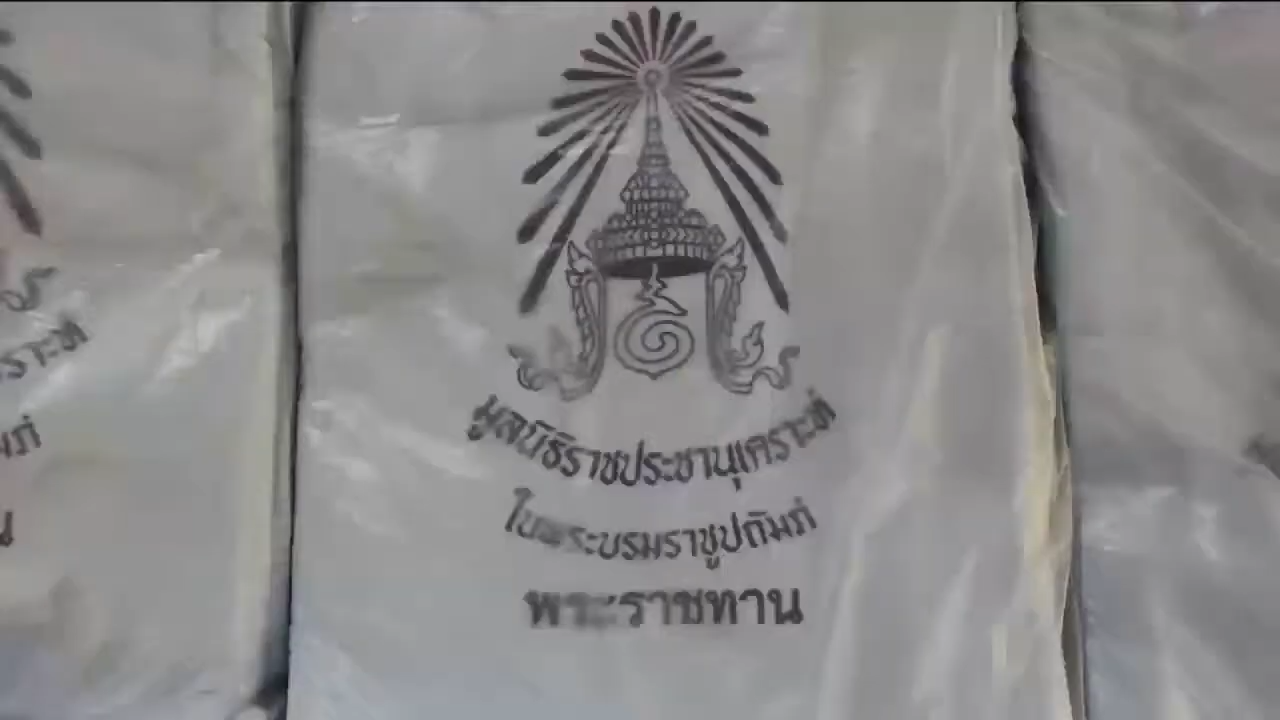 มูลนิธิราชประชานุเคราะห์
ในพระบรมราชูปถัมภ์
พระราชทาน